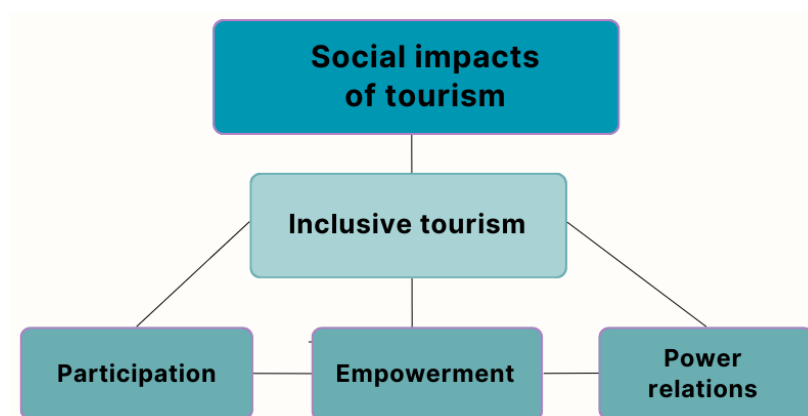 Social impacts
of tourism
Inclusive tourism
Participation
Empowerment
Power
relations